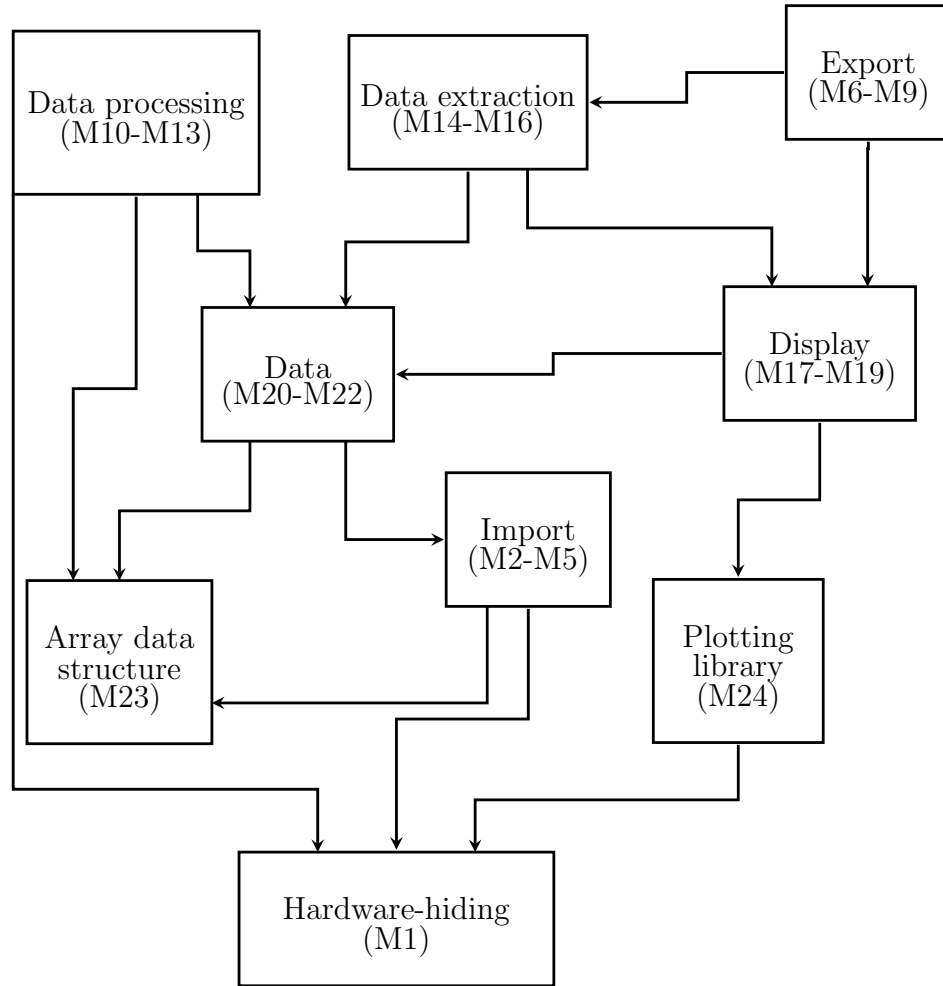 Data processing
(M10-M13)
Data extraction
(M14-M16)
Export
(M6-M9)
Data
(M20-M22)
Display
(M17-M19)
Import
(M2-M5)
Array data
structure
(M23)
Plotting
library
(M24)
Hardware-hiding
(M1)